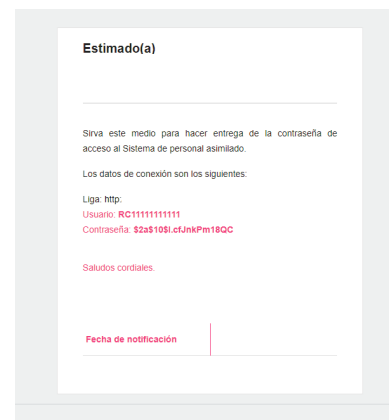 Estimado(a)
Sirva este medio para hacer entrega de la contraseña de
acceso al Sistema de personal asimilado.
Los datos de conexión son los siguientes:
Liga: http:
Usuario: RC11111111111
Contraseña: $2a$10$l.cfJnkPm18QC
Saludos cordiales.
Fecha de notificación